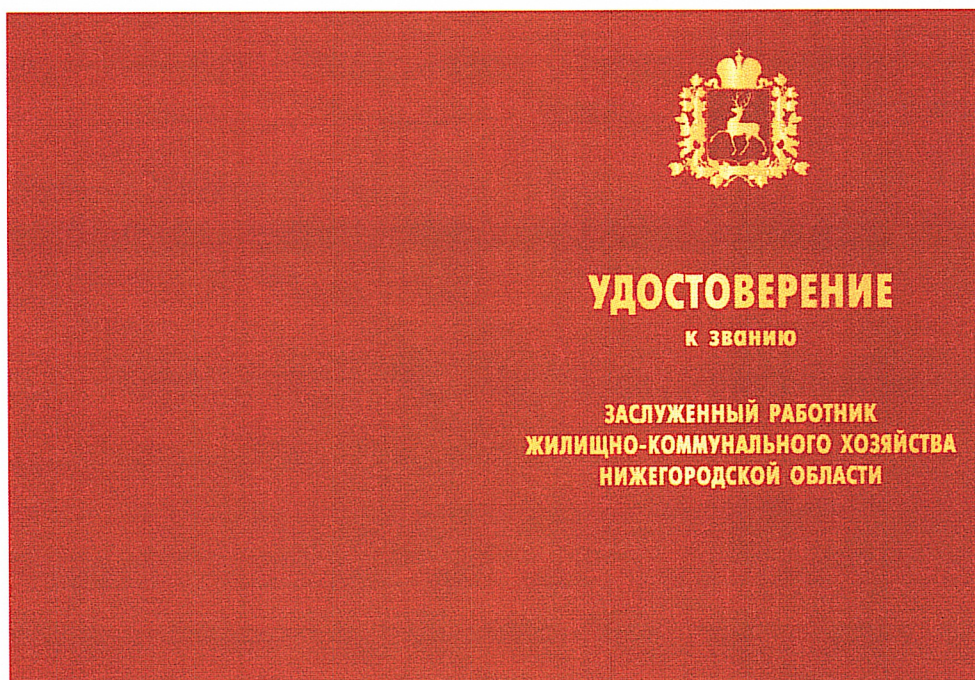 УДОСТОВЕРЕНИЕ
к званию
ЗАСЛУЖЕННЫЙ РАБОТНИК
ЖИЛИЩНО-КОММУНАЛЬНОГО ХОЗЯЙСТВА
НИЖЕГОРОДСКОЙ ОБЛАСТИ